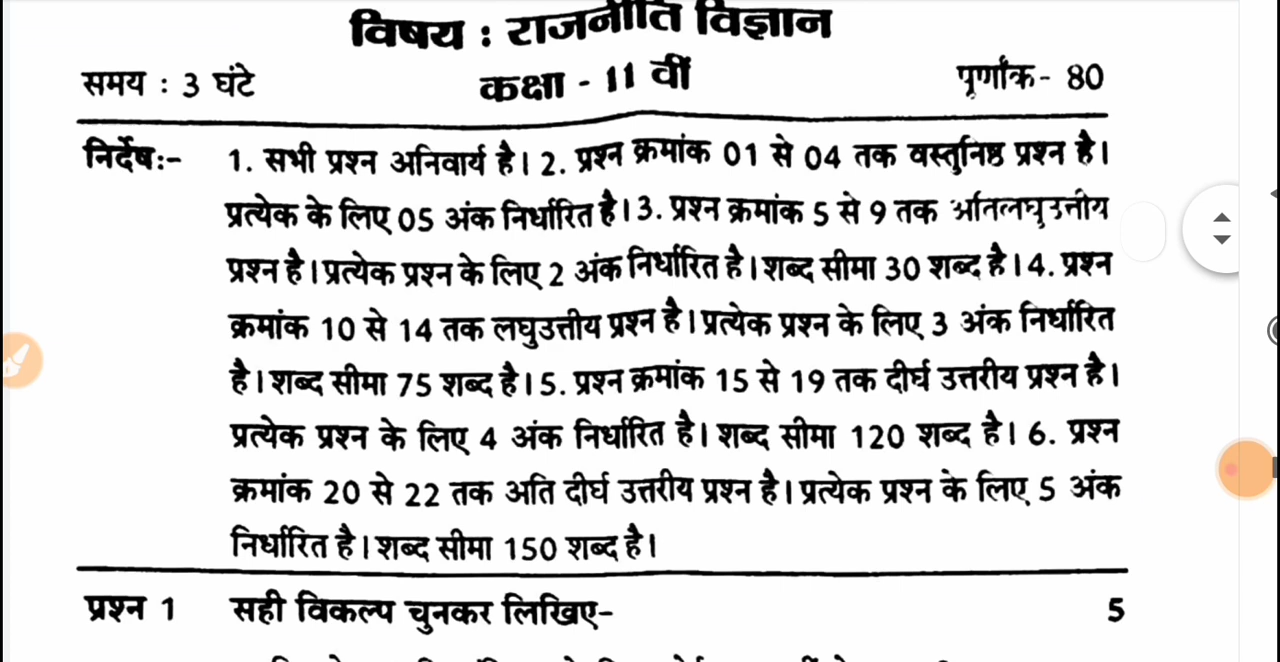 विषय : राजनीति विज्ञान
समय : 3 घंटे कक्षा - 11 वीं पूर्णांक- 80
निर्देष:- 1. सभी प्रश्न अनिवार्य है। 2. प्रश्न क्रमांक 01 से 04 तक वस्तुनिष्ठ प्रश्न है।
प्रत्येक के लिए 05 अंक निर्धारित है। 3. प्रश्न क्रमांक 5 से 9 तक अतिलघुउत्तीय
प्रश्न है। प्रत्येक प्रश्न के लिए 2 अंक निर्धारित है। शब्द सीमा 30 शब्द है। 4. प्रश्न
क्रमांक 10 से 14 तक लघुउत्तीय प्रश्न है। प्रत्येक प्रश्न के लिए 3 अंक निर्धारित
है। शब्द सीमा 75 शब्द है। 5. प्रश्न क्रमांक 15 से 19 तक दीर्घ उत्तरीय प्रश्न है।
प्रत्येक प्रश्न के लिए 4 अंक निर्धारित है। शब्द सीमा 120 शब्द है। 6. प्रश्न
क्रमांक 20 से 22 तक अति दीर्घ उत्तरीय प्रश्न है। प्रत्येक प्रश्न के लिए 5 अंक
निर्धारित है। शब्द सीमा 150 शब्द है।
प्रश्न 1 सही विकल्प चुनकर लिखिए- 5